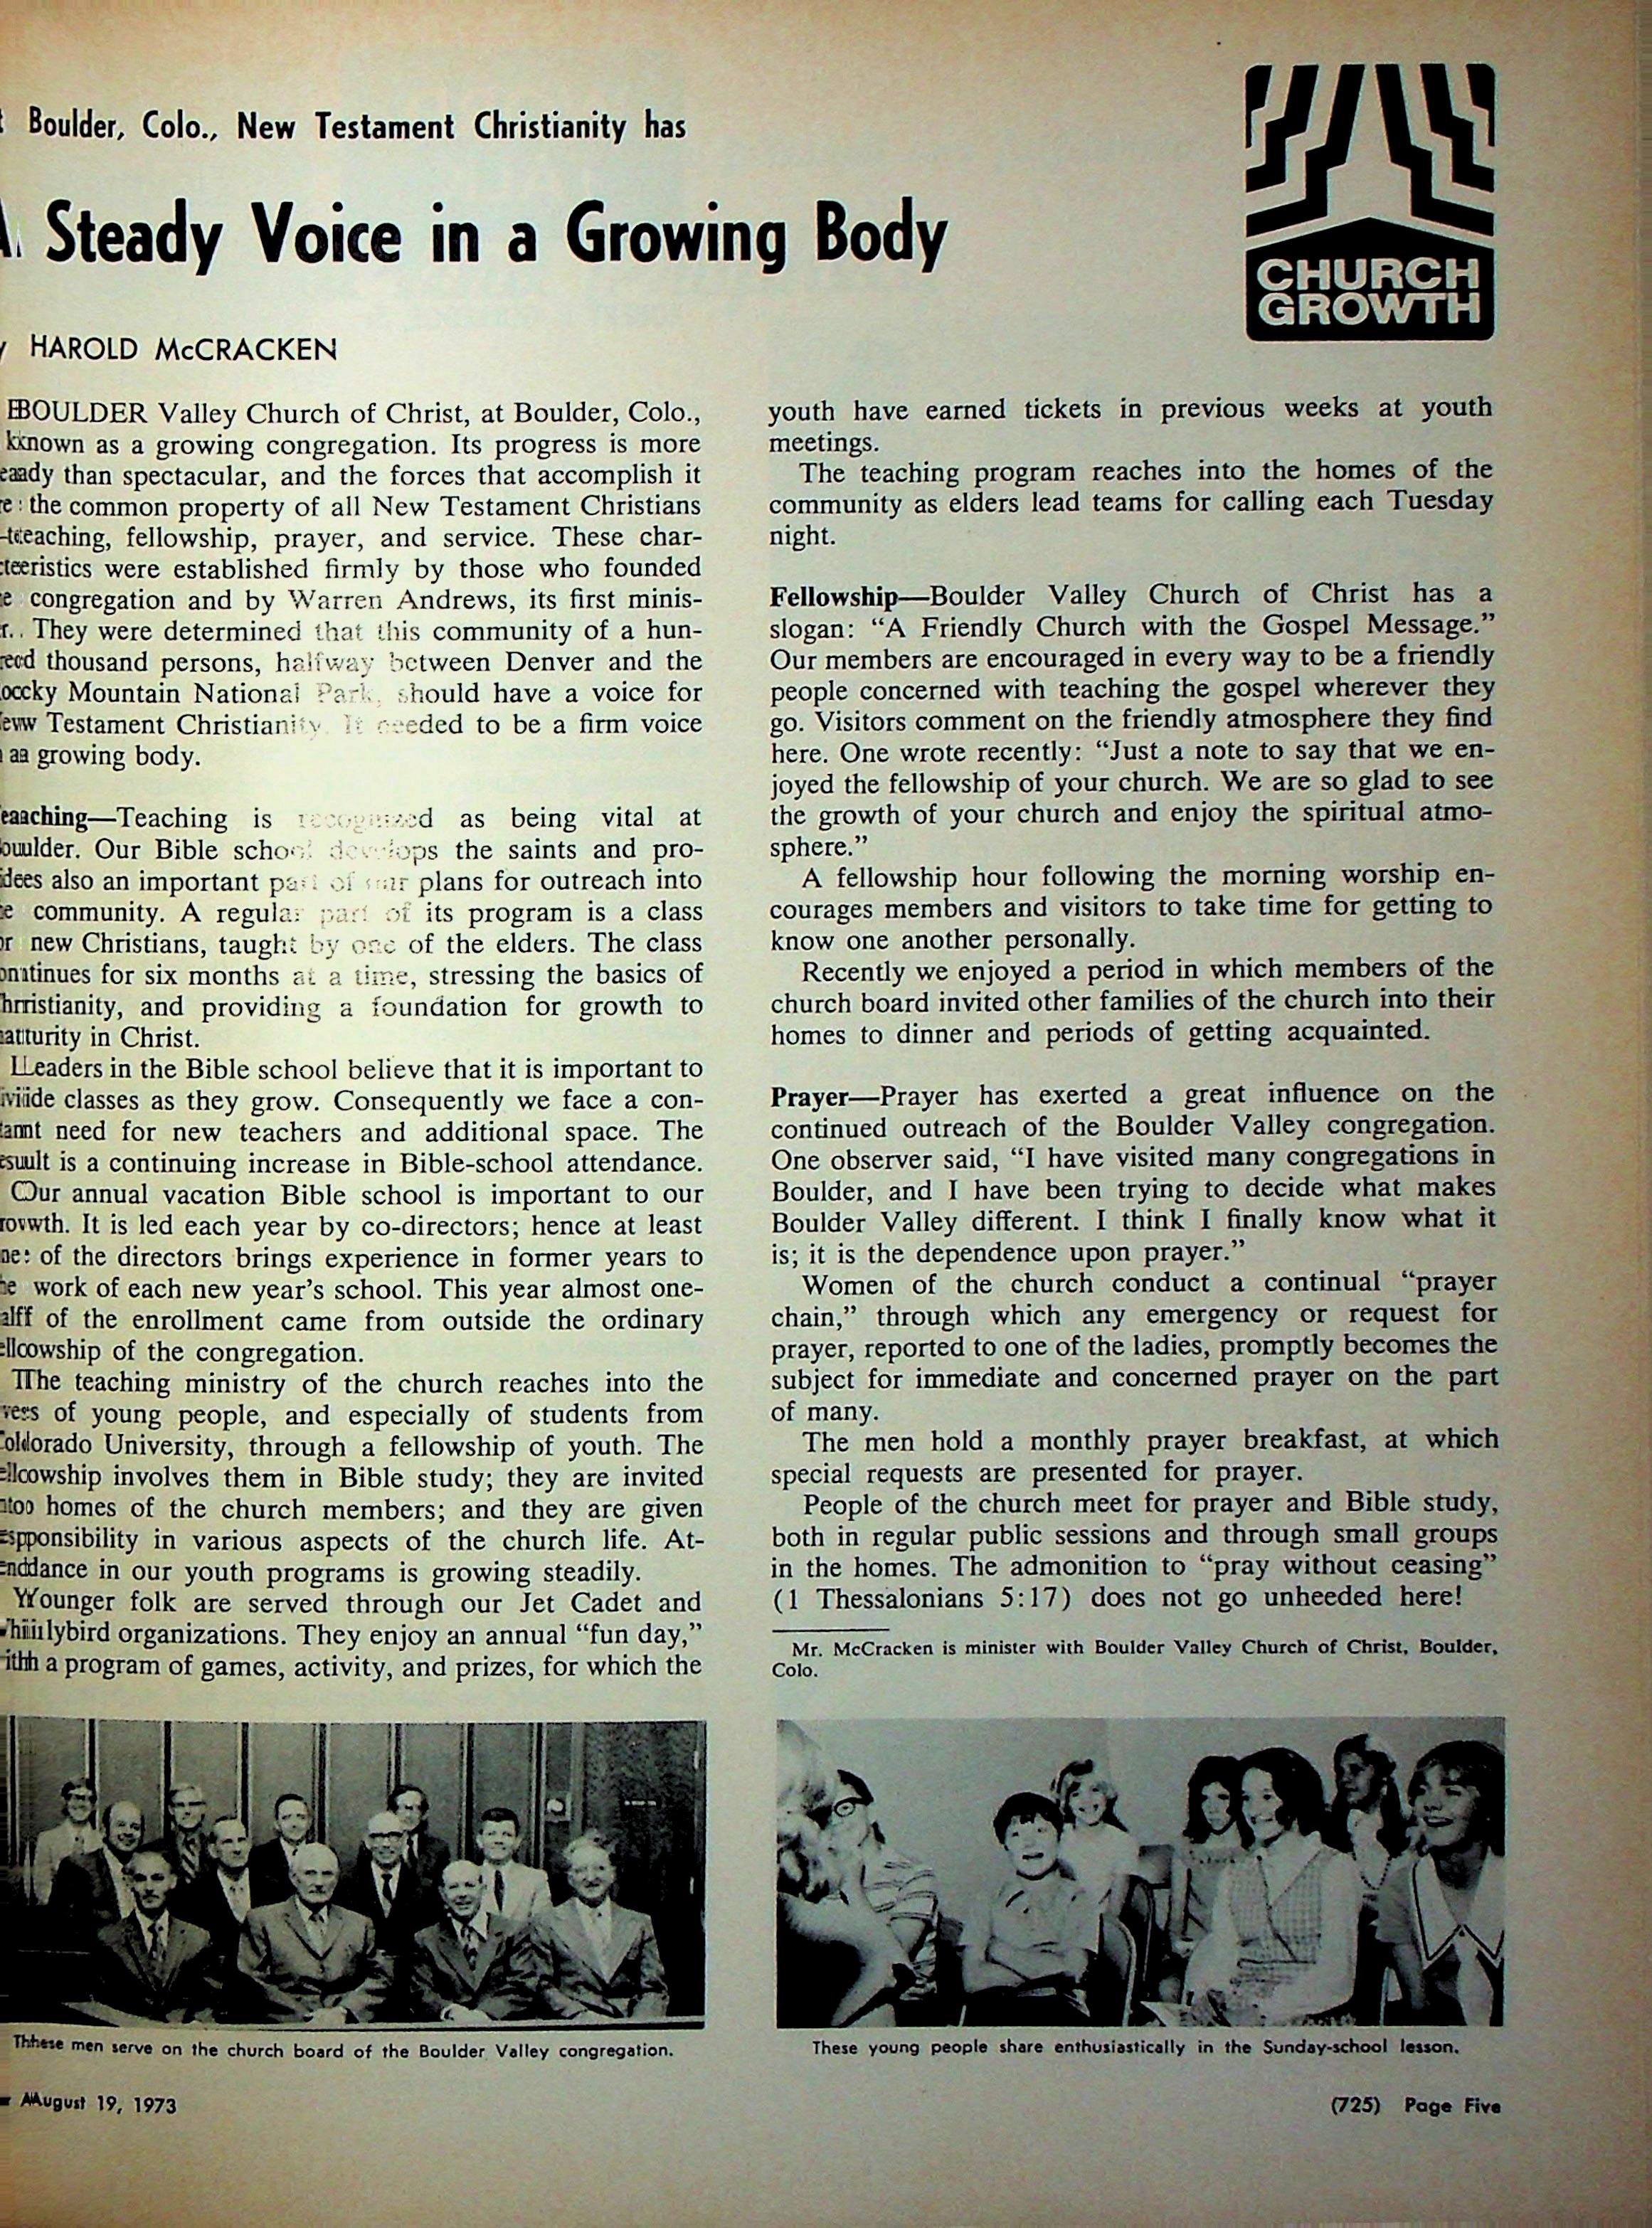 t Boulder, Colo., New Testament Christianity has
A Steady Voice in a Growing Body
CHURCH
GROWTH
y HAROLD McCRACKEN
BOULDER Valley Church of Christ, at Boulder, Colo.,
known as a growing congregation. Its progress is more
eady than spectacular, and the forces that accomplish it
re the common property of all New Testament Christians
—teaching, fellowship, prayer, and service. These char-
cteristics were established firmly by those who founded
e congregation and by Warren Andrews, its first minis-
r. They were determined that this community of a hun-
red thousand persons, halfway between Denver and the
ocky Mountain National Park, should have a voice for
ew Testament Christianity. It needed to be a firm voice
a growing body.
eaching—Teaching is recognized as being vital at
oulder. Our Bible school develops the saints and pro-
ides also an important part of our plans for outreach into
e community. A regular part of its program is a class
or new Christians, taught by one of the elders. The class
ontinues for six months at a time, stressing the basics of
hristianity, and providing a foundation for growth to
aturity in Christ.
Leaders in the Bible school believe that it is important to
ivide classes as they grow. Consequently we face a con-
tant need for new teachers and additional space. The
esult is a continuing increase in Bible-school attendance.
Our annual vacation Bible school is important to our
rowth. It is led each year by co-directors; hence at least
ne of the directors brings experience in former years to
he work of each new year's school. This year almost one-
alf of the enrollment came from outside the ordinary
ellowship of the congregation.
The teaching ministry of the church reaches into the
ves of young people, and especially of students from
Colorado University, through a fellowship of youth. The
ellowship involves them in Bible study; they are invited
nto homes of the church members; and they are given
esponsibility in various aspects of the church life. At-
endance in our youth programs is growing steadily.
Younger folk are served through our Jet Cadet and
Whirlybird organizations. They enjoy an annual “fun day,”
ith a program of games, activity, and prizes, for which the
youth have earned tickets in previous weeks at youth
meetings.
The teaching program reaches into the homes of the
community as elders lead teams for calling each Tuesday
night.
Fellowship—Boulder Valley Church of Christ has a
slogan: “A Friendly Church with the Gospel Message.”
Our members are encouraged in every way to be a friendly
people concerned with teaching the gospel wherever they
go. Visitors comment on the friendly atmosphere they find
here. One wrote recently: “Just a note to say that we en-
joyed the fellowship of your church. We are so glad to see
the growth of your church and enjoy the spiritual atmo-
sphere.”
A fellowship hour following the morning worship en-
courages members and visitors to take time for getting to
know one another personally.
Recently we enjoyed a period in which members of the
church board invited other families of the church into their
homes to dinner and periods of getting acquainted.
Prayer—Prayer has exerted a great influence on the
continued outreach of the Boulder Valley congregation.
One observer said, “I have visited many congregations in
Boulder, and I have been trying to decide what makes
Boulder Valley different. I think I finally know what it
is; it is the dependence upon prayer.”
Women of the church conduct a continual “prayer
chain,” through which any emergency or request for
prayer, reported to one of the ladies, promptly becomes the
subject for immediate and concerned prayer on the part
of many.
The men hold a monthly prayer breakfast, at which
special requests are presented for prayer.
People of the church meet for prayer and Bible study,
both in regular public sessions and through small groups
in the homes. The admonition to “pray without ceasing”
(1 Thessalonians 5:17) does not go unheeded here!
Mr. McCracken is minister with Boulder Valley Church of Christ, Boulder,
Colo.
These men serve on the church board of the Boulder Valley congregation.
These young people share enthusiastically in the Sunday-school lesson.
August 19, 1973
(725) Page Five